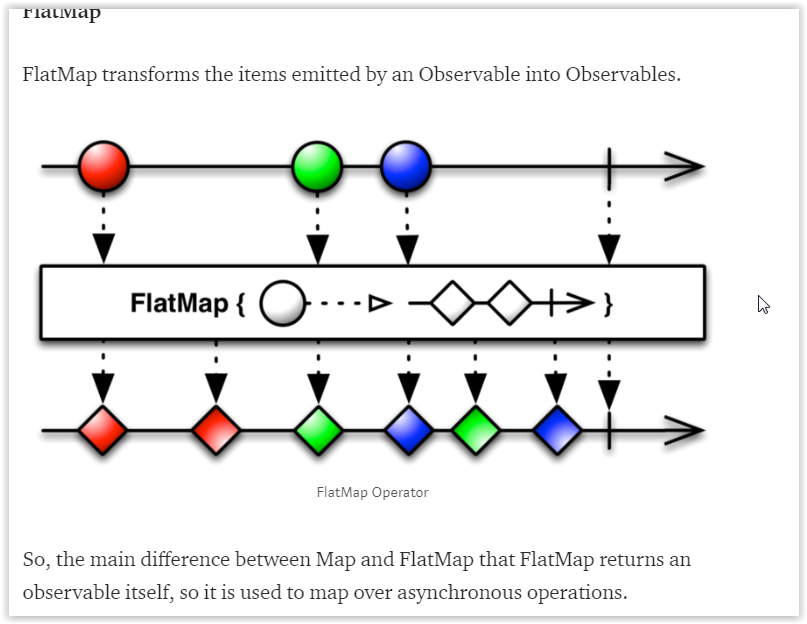 FlatMap
FlatMap transforms the items emitted by an Observable into Observables.
FlatMap { }
FlatMap Operator
So, the main difference between Map and FlatMap that FlatMap returns an
observable itself, so it is used to map over asynchronous operations.